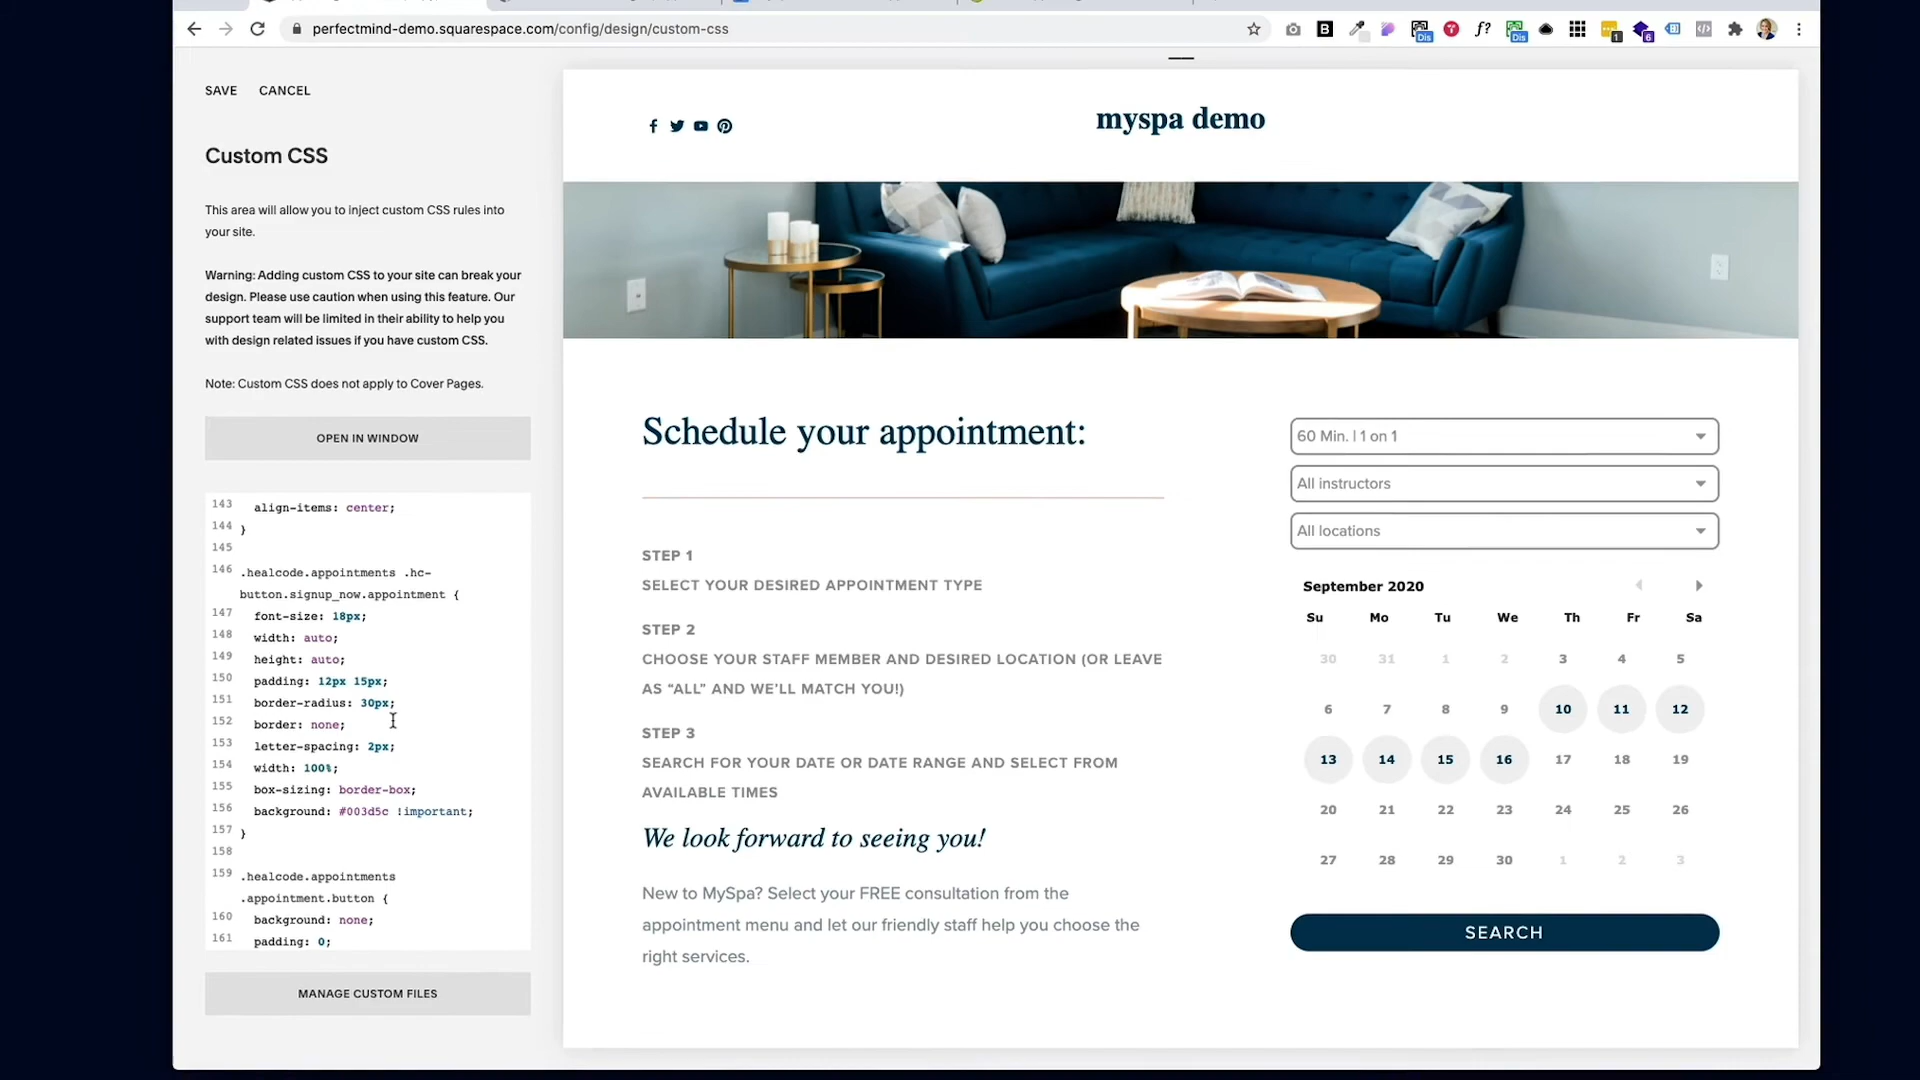 perfectmind-demo.squarespace.com/config/design/custom-css
f?
Dis
Dis
1
6
SAVE CANCEL
Custom CSS
This area will allow you to inject custom CSS rules into
your site.
Warning: Adding custom CSS to your site can break your
design. Please use caution when using this feature. Our
support team will be limited in their ability to help you
with design related issues if you have custom CSS.
Note: Custom CSS does not apply to Cover Pages.
OPEN IN WINDOW
143 align-items: center;
144 }
145
146 .healcode.appointments .hc-
button.signup_now.appointment {
147 font-size: 18px;
148 width: auto;
149 height: auto;
150 padding: 12px 15px;
151 border-radius: 30px;
152 border: none;
153 letter-spacing: 2px;
154 width: 100%;
155 box-sizing: border-box;
156 background: #003d5c !important;
157 }
158
159 .healcode.appointments
.appointment.button {
160 background: none;
161 padding: 0;
MANAGE CUSTOM FILES
myspa demo
Schedule your appointment:
STEP 1
SELECT YOUR DESIRED APPOINTMENT TYPE
STEP 2
CHOOSE YOUR STAFF MEMBER AND DESIRED LOCATION (OR LEAVE
AS “ALL” AND WE’LL MATCH YOU!)
STEP 3
SEARCH FOR YOUR DATE OR DATE RANGE AND SELECT FROM
AVAILABLE TIMES
We look forward to seeing you!
New to MySpa? Select your FREE consultation from the
appointment menu and let our friendly staff help you choose the
right services.
60 Min. | 1 on 1
All instructors
All locations
September 2020
Su Mo Tu We Th Fr Sa
30 31 1 2 3 4 5
6 7 8 9 10 11 12
13 14 15 16 17 18 19
20 21 22 23 24 25 26
27 28 29 30 1 2 3
SEARCH